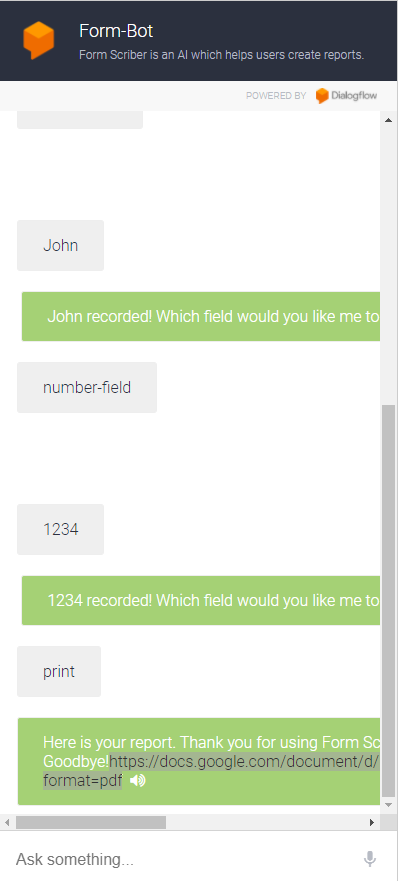 Form-Bot
Form Scriber is an AI which helps users create reports.
POWERED BY Dialogflow
John
John recorded! Which field would you like me to
number-field
1234
1234 recorded! Which field would you like me to
print
Here is your report. Thank you for using Form Sc
Goodbye!https://docs.google.com/document/d/
format=pdf
Ask something...